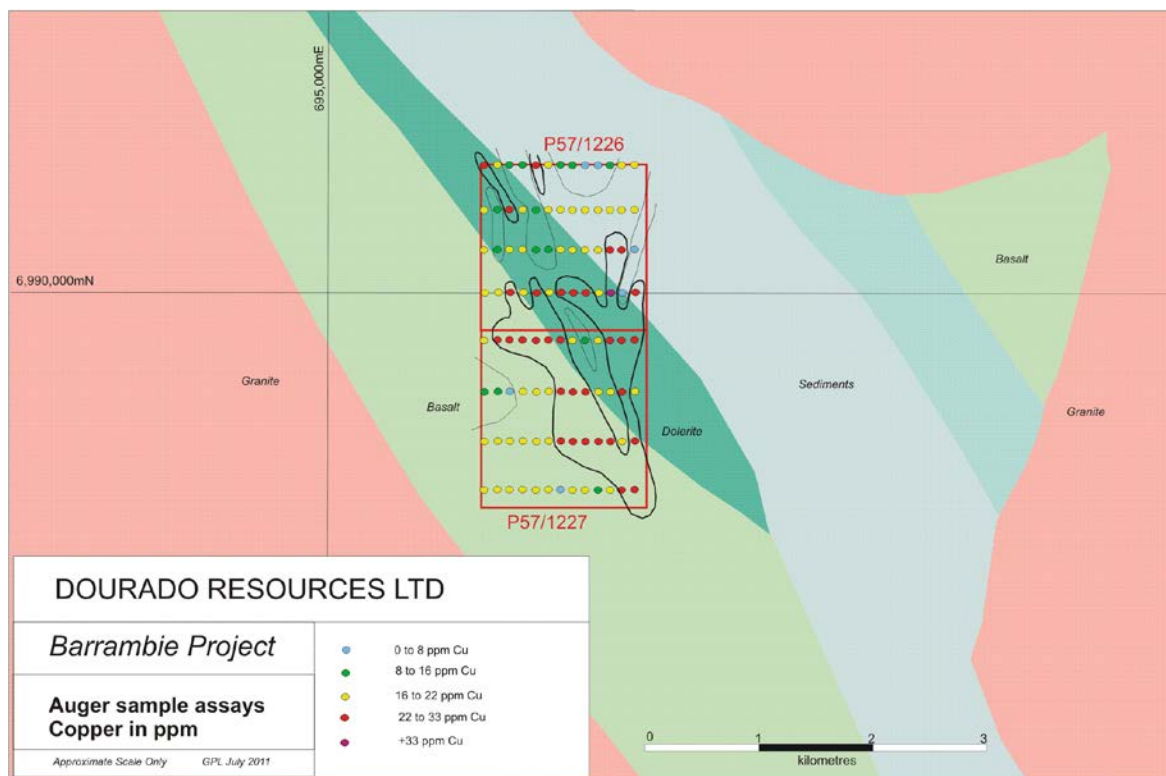 695,000mE
P57/1226
6,990,000mN
Basalt
Granite
Basalt
Sediments
Granite
Dolerite
P57/1227
DOURADO RESOURCES LTD
Barrambie Project
Auger sample assays
Copper in ppm
Approximate Scale Only GPL July 2011
0 to 8 ppm Cu
8 to 16 ppm Cu
16 to 22 ppm Cu
22 to 33 ppm Cu
+33 ppm Cu
0 1 2 3
kilometres